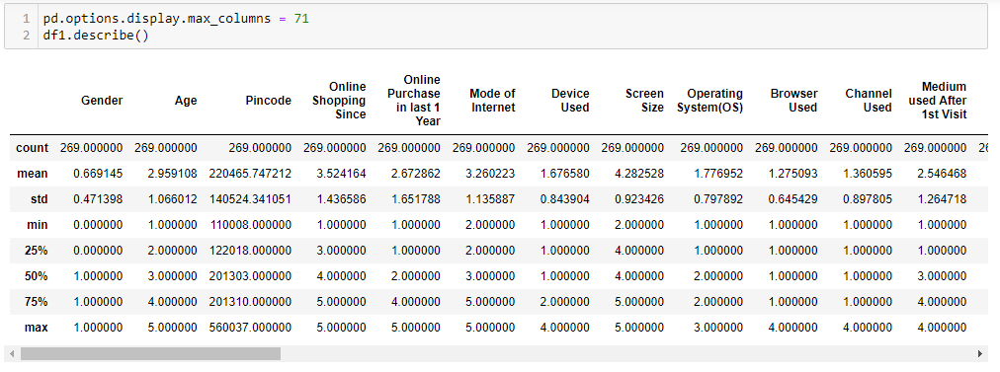 1 pd.options.display.max_columns = 71
2 df1.describe()
Gender Age Pincode Online Shopping Since Online Purchase in last 1 Year Mode of Internet Device Used Screen Size Operating System(OS) Browser Used Channel Used Medium used After 1st Visit
count 269.000000 269.000000 269.000000 269.000000 269.000000 269.000000 269.000000 269.000000 269.000000 269.000000 269.000000 269.000000 26
mean 0.669145 2.959108 220465.747212 3.524164 2.672862 3.260223 1.676580 4.282528 1.776952 1.275093 1.360595 2.546468
std 0.471398 1.066012 140524.341051 1.436586 1.651788 1.135887 0.843904 0.923426 0.797892 0.645429 0.897805 1.264718
min 0.000000 1.000000 110008.000000 1.000000 1.000000 2.000000 1.000000 2.000000 1.000000 1.000000 1.000000 1.000000
25% 0.000000 2.000000 122018.000000 3.000000 1.000000 2.000000 1.000000 4.000000 1.000000 1.000000 1.000000 1.000000
50% 1.000000 3.000000 201303.000000 4.000000 2.000000 3.000000 1.000000 4.000000 2.000000 1.000000 1.000000 3.000000
75% 1.000000 4.000000 201310.000000 5.000000 4.000000 5.000000 2.000000 5.000000 2.000000 1.000000 1.000000 4.000000
max 1.000000 5.000000 560037.000000 5.000000 5.000000 5.000000 4.000000 5.000000 3.000000 4.000000 4.000000 4.000000